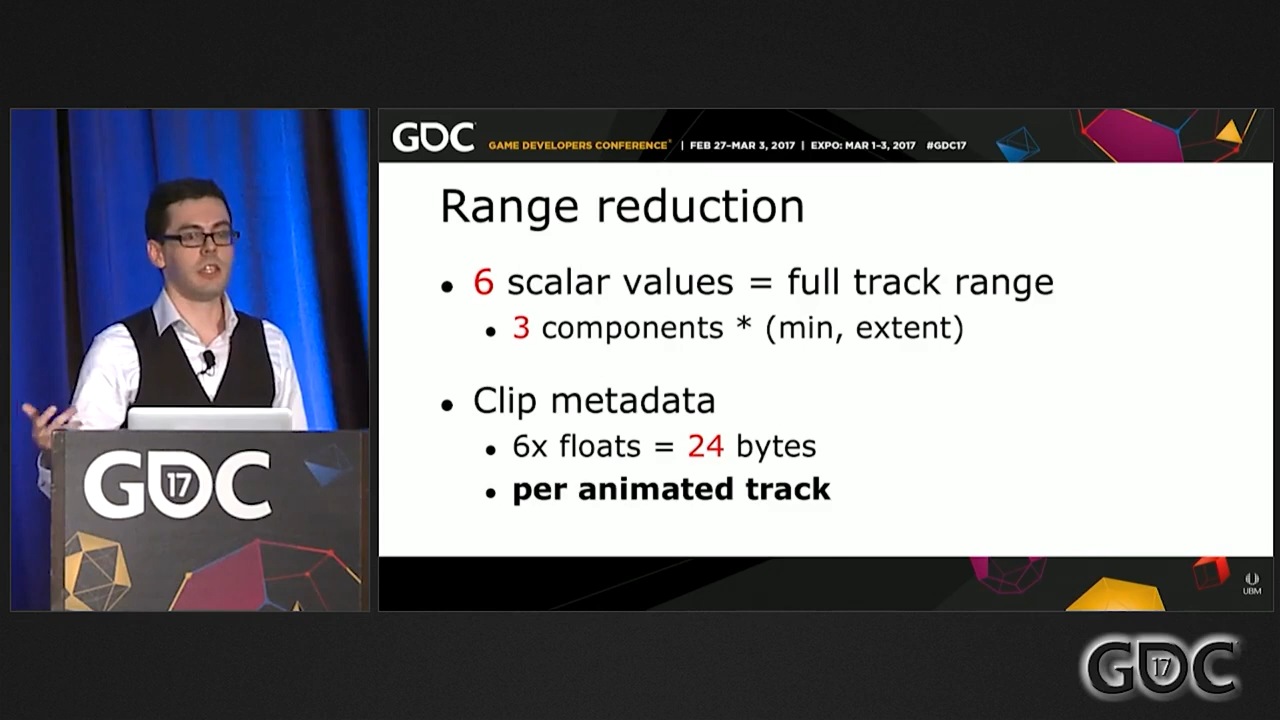 GDC
GAME DEVELOPERS CONFERENCE® | FEB 27–MAR 3, 2017 | EXPO: MAR 1–3, 2017 #GDC17
Range reduction
• 6 scalar values = full track range
• 3 components * (min, extent)
• Clip metadata
• 6x floats = 24 bytes
• per animated track
GDC
17
UBM
GDC
17